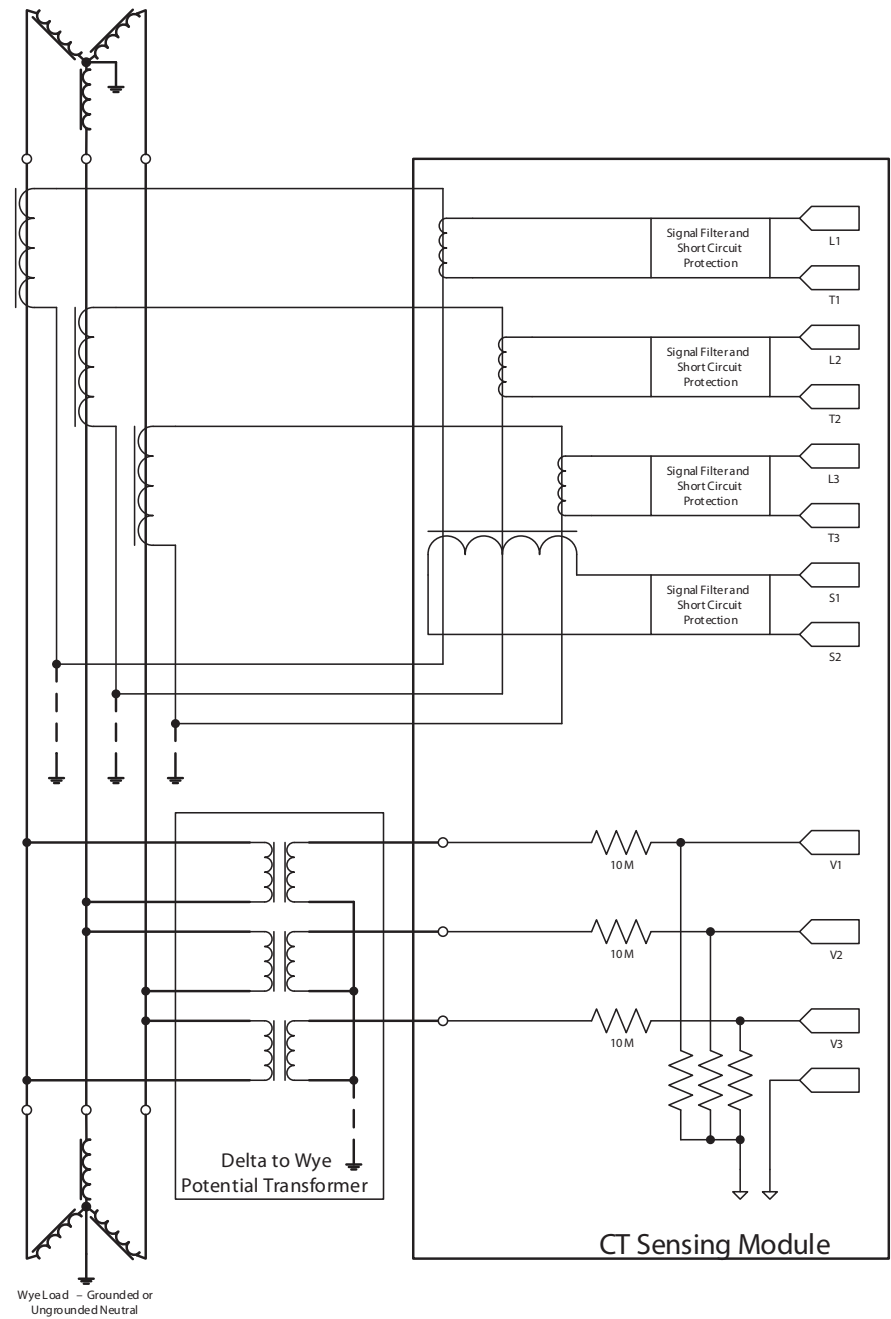 Signal Filter and
Short Circuit
Protection
L1
T1
Signal Filter and
Short Circuit
Protection
L2
T2
Signal Filter and
Short Circuit
Protection
L3
T3
Signal Filter and
Short Circuit
Protection
S1
S2
10 M
V1
10 M
V2
10 M
V3
Delta to Wye
Potential Transformer
CT Sensing Module
Wye Load – Grounded or
Ungrounded Neutral